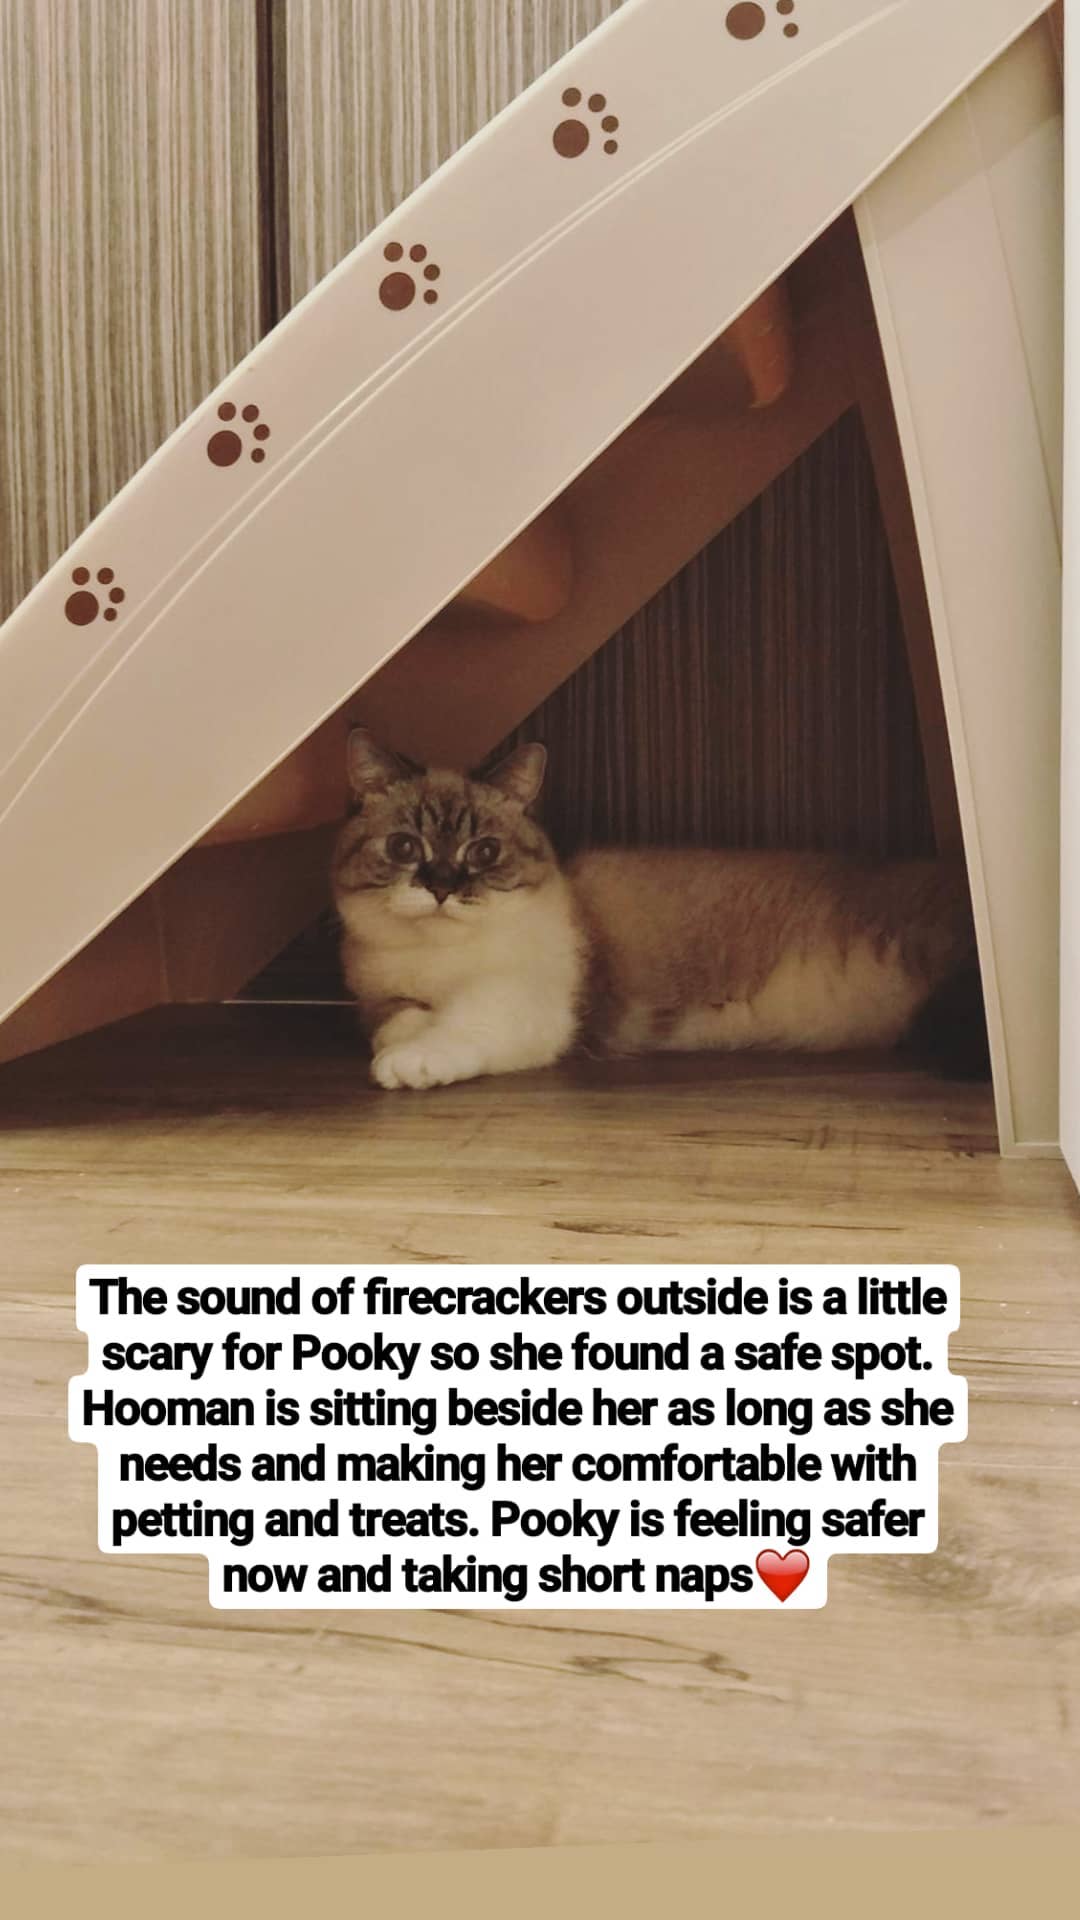 The sound of firecrackers outside is a little
scary for Pooky so she found a safe spot.
Hooman is sitting beside her as long as she
needs and making her comfortable with
petting and treats. Pooky is feeling safer
now and taking short naps❤️